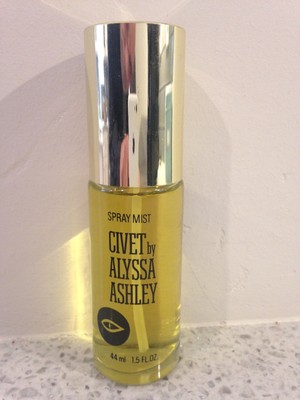 SPRAY MIST
CIVET by
ALYSSA
ASHLEY
44 ml 1.5 FL OZ